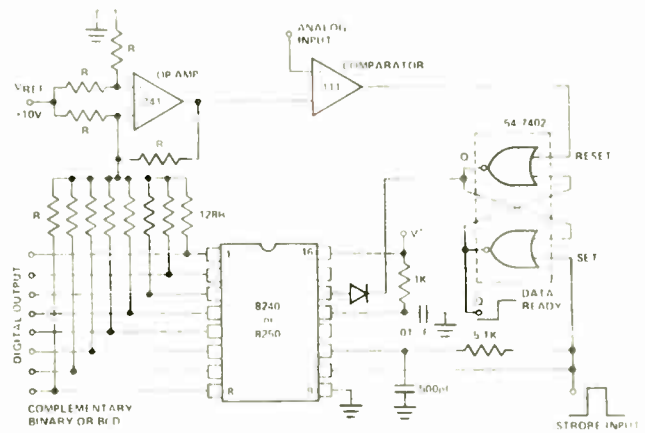 R
R
VREF
+10V
R
OP AMP
741
R
ANALOG
INPUT
COMPARATOR
111
54 7402
RESET
Q
SET
DATA
READY
R
128R
1
16
8240
OR
8250
8
9
V+
1K
.01
F
5.1K
500pf
STROBE INPUT
DIGITAL OUTPUT
COMPLEMENTARY
BINARY OR BCD